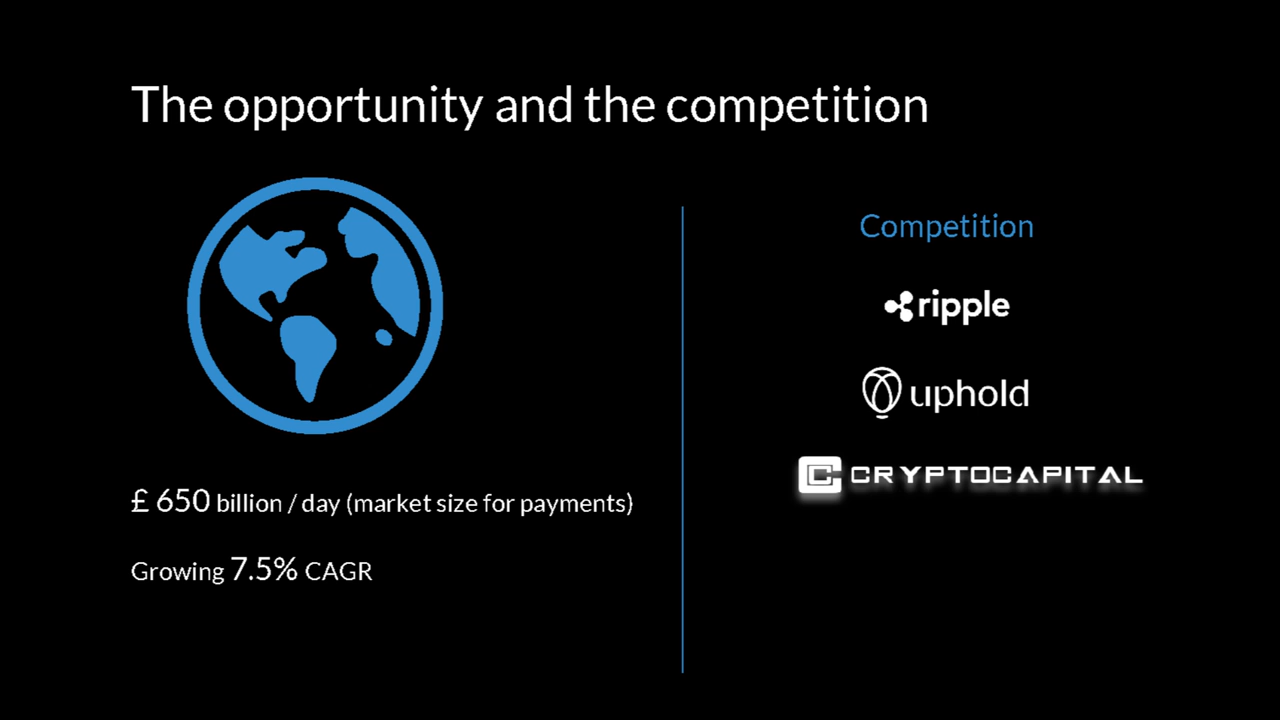 The opportunity and the competition
£ 650 billion / day (market size for payments)
Growing 7.5% CAGR
Competition
ripple
uphold
CRYPTOCAPITAL